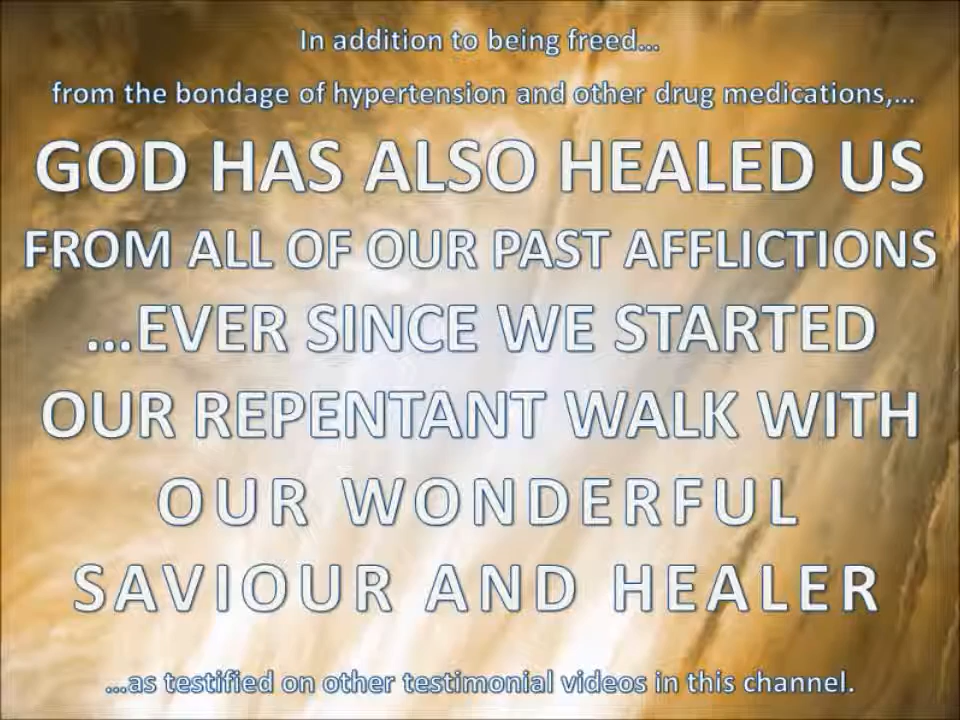 In addition to being freed...
from the bondage of hypertension and other drug medications,...
GOD HAS ALSO HEALED US
FROM ALL OF OUR PAST AFFLICTIONS
...EVER SINCE WE STARTED
OUR REPENTANT WALK WITH
OUR WONDERFUL
SAVIOUR AND HEALER
...as testified on other testimonial videos in this channel.